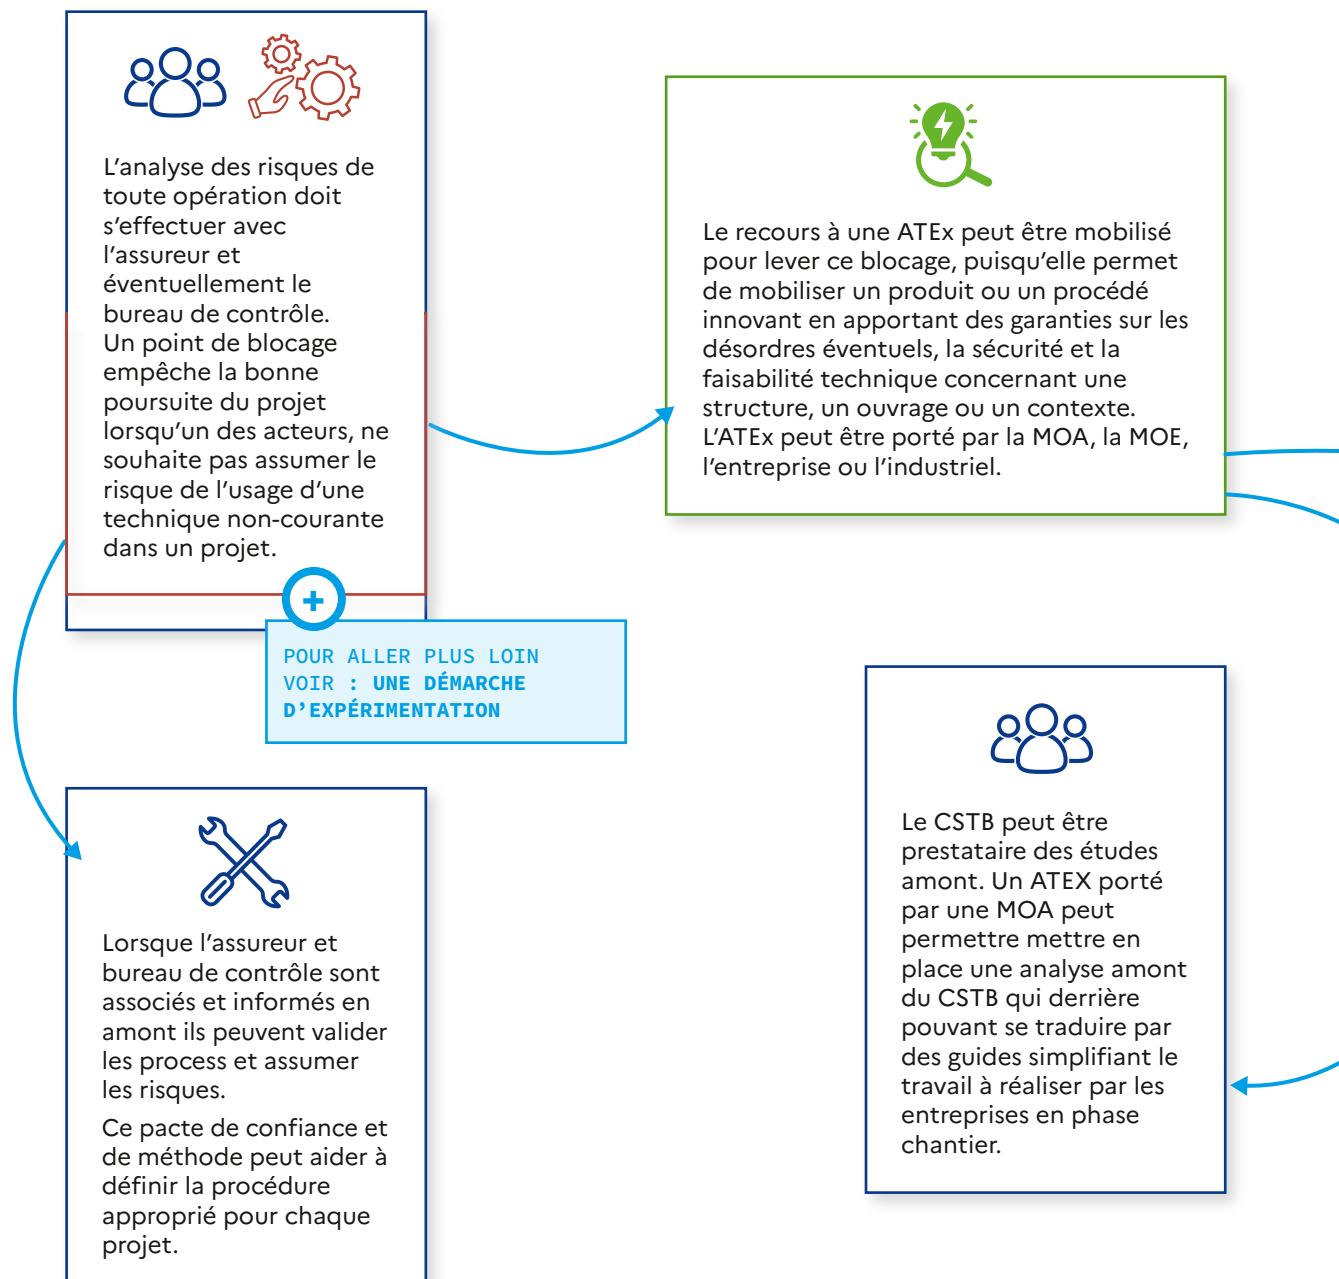 L'analyse des risques de
toute opération doit
s'effectuer avec
l'assureur et
éventuellement le
bureau de contrôle.
Un point de blocage
empêche la bonne
poursuite du projet
lorsqu'un des acteurs, ne
souhaite pas assumer le
risque de l'usage d'une
technique non-courante
dans un projet.
+
POUR ALLER PLUS LOIN
VOIR : UNE DÉMARCHE
D'EXPÉRIMENTATION
Le recours à une ATEx peut être mobilisé
pour lever ce blocage, puisqu'elle permet
de mobiliser un produit ou un procédé
innovant en apportant des garanties sur les
désordres éventuels, la sécurité et la
faisabilité technique concernant une
structure, un ouvrage ou un contexte.
L'ATEx peut être porté par la MOA, la MOE,
l'entreprise ou l'industriel.
Lorsque l'assureur et
bureau de contrôle sont
associés et informés en
amont ils peuvent valider
les process et assumer
les risques.
Ce pacte de confiance et
de méthode peut aider à
définir la procédure
approprié pour chaque
projet.
Le CSTB peut être
prestataire des études
amont. Un ATEX porté
par une MOA peut
permettre mettre en
place une analyse amont
du CSTB qui derrière
pouvant se traduire par
des guides simplifiant le
travail à réaliser par les
entreprises en phase
chantier.